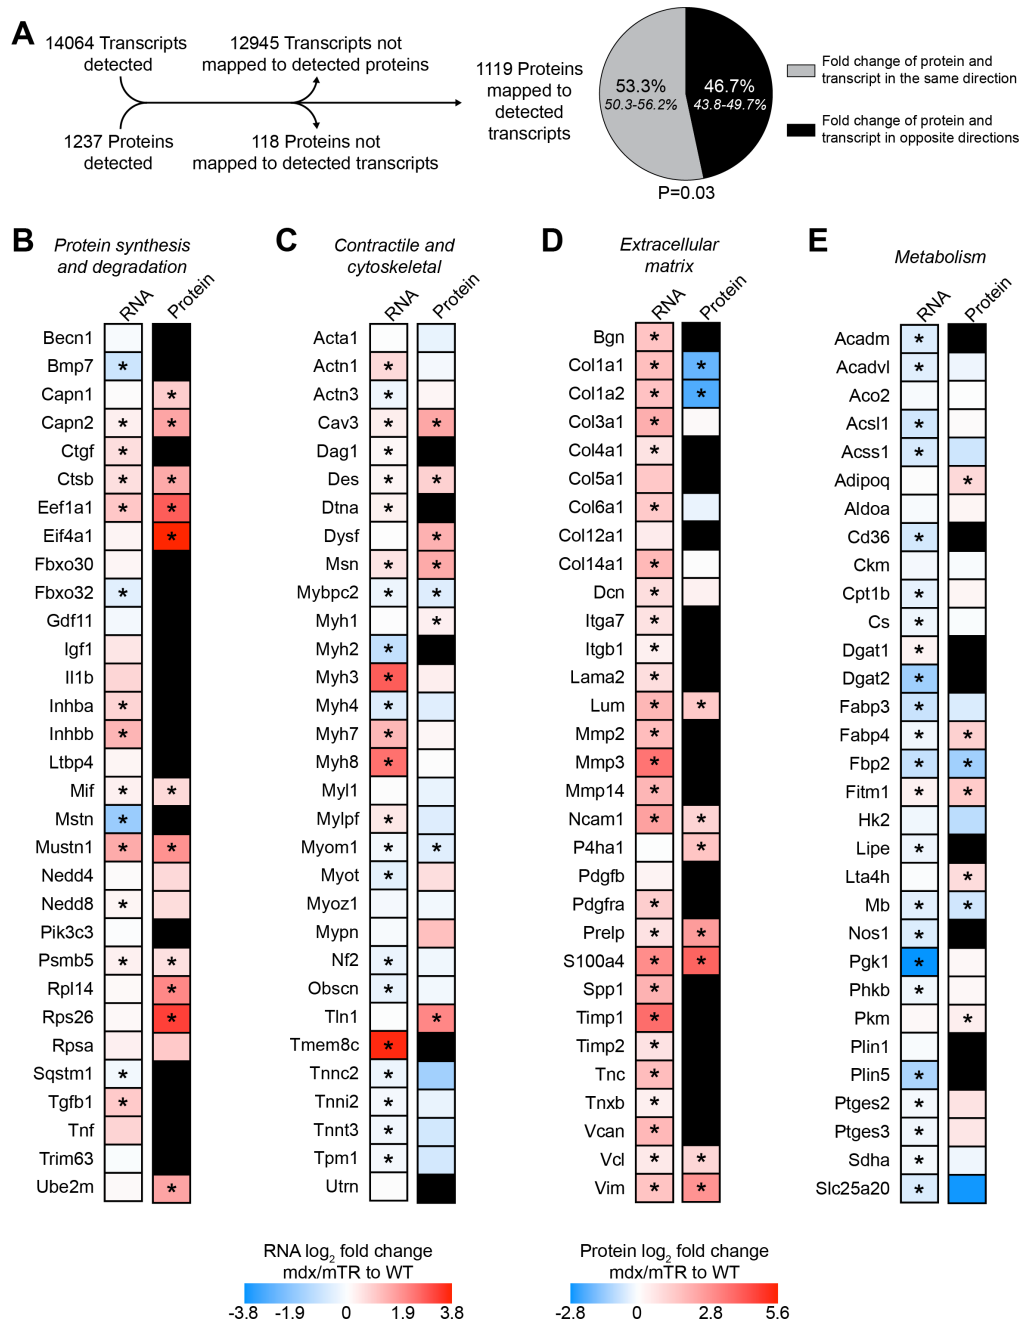 A
14064 Transcripts
detected
12945 Transcripts not
mapped to detected proteins
1237 Proteins
detected
118 Proteins not
mapped to detected transcripts
1119 Proteins
mapped to
detected
transcripts
53.3%
50.3-56.2%
46.7%
43.8-49.7%
P=0.03
Fold change of protein and
transcript in the same direction
Fold change of protein and
transcript in opposite directions
B
Protein synthesis
and degradation
RNA
Protein
Becn1
Bmp7 *
Capn1 *
Capn2 * *
Ctgf *
Ctsb * *
Eef1a1 * *
Eif4a1 *
Fbxo30
Fbxo32 *
Gdf11
Igf1
Il1b
Inhba *
Inhbb *
Ltbp4
Mif * *
Mstn *
Mustn1 * *
Nedd4
Nedd8 *
Pik3c3
Psmb5 * *
Rpl14 *
Rps26 *
Rpsa
Sqstm1 *
Tgfb1 *
Tnf
Trim63
Ube2m *
C
Contractile and
cytoskeletal
RNA
Protein
Acta1
Actn1 *
Actn3 *
Cav3 * *
Dag1 *
Des * *
Dtna *
Dysf *
Msn * *
Mybpc2 * *
Myh1 *
Myh2 *
Myh3 *
Myh4 *
Myh7 *
Myh8 *
Myl1
Mylpf *
Myom1 * *
Myot *
Myoz1
Mypn
Nf2 *
Obscn *
Tln1 *
Tmem8c *
Tnnc2 *
Tnni2 *
Tnnt3 *
Tpm1 *
Utrn
D
Extracellular
matrix
RNA
Protein
Bgn *
Col1a1 * *
Col1a2 * *
Col3a1 *
Col4a1 *
Col5a1
Col6a1 *
Col12a1
Col14a1 *
Dcn *
Itga7 *
Itgb1 *
Lama2 *
Lum * *
Mmp2 *
Mmp3 *
Mmp14 *
Ncam1 * *
P4ha1 *
Pdgfb
Pdgfra *
Prelp * *
S100a4 * *
Spp1 *
Timp1 *
Timp2 *
Tnc *
Tnxb *
Vcan *
Vcl * *
Vim * *
E
Metabolism
RNA
Protein
Acadm *
Acadvl *
Aco2
Acsl1 *
Acss1 *
Adipoq *
Aldoa
Cd36 *
Ckm
Cpt1b *
Cs *
Dgat1 *
Dgat2 *
Fabp3 *
Fabp4 * *
Fbp2 * *
Fitm1 * *
Hk2
Lipe *
Lta4h *
Mb * *
Nos1 *
Pgk1 *
Phkb *
Pkm *
Plin1
Plin5 *
Ptges2 *
Ptges3 *
Sdha *
Slc25a20 *
RNA log2 fold change
mdx/mTR to WT
-3.8 -1.9 0 1.9 3.8
Protein log2 fold change
mdx/mTR to WT
-2.8 0 2.8 5.6